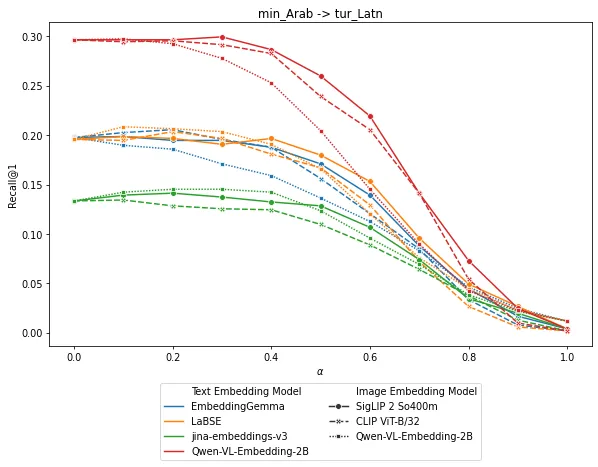 min_Arab -> tur_Latn
Recall@1
0.30
0.25
0.20
0.15
0.10
0.05
0.00
0.0 0.2 0.4 0.6 0.8 1.0
α
Text Embedding Model Image Embedding Model
EmbeddingGemma SigLIP 2 So400m
LaBSE CLIP ViT-B/32
jina-embeddings-v3 Qwen-VL-Embedding-2B
Qwen-VL-Embedding-2B